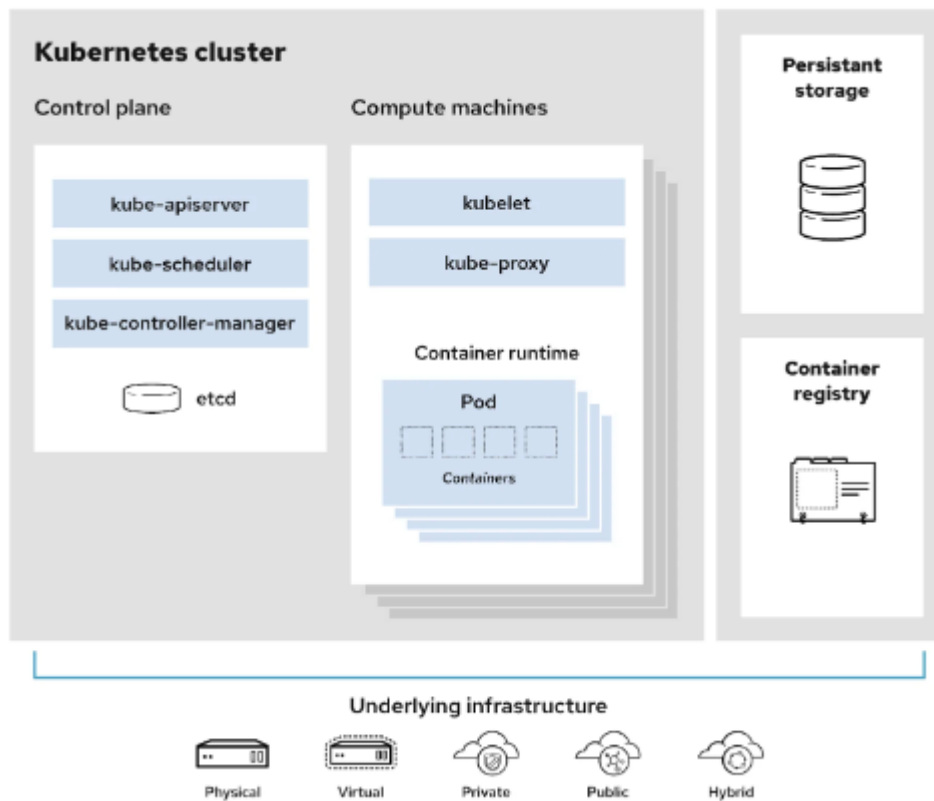 Kubernetes cluster
Control plane
kube-apiserver
kube-scheduler
kube-controller-manager
etcd
Compute machines
kubelet
kube-proxy
Container runtime
Pod
Containers
Persistant
storage
Container
registry
Underlying infrastructure
Physical
Virtual
Private
Public
Hybrid